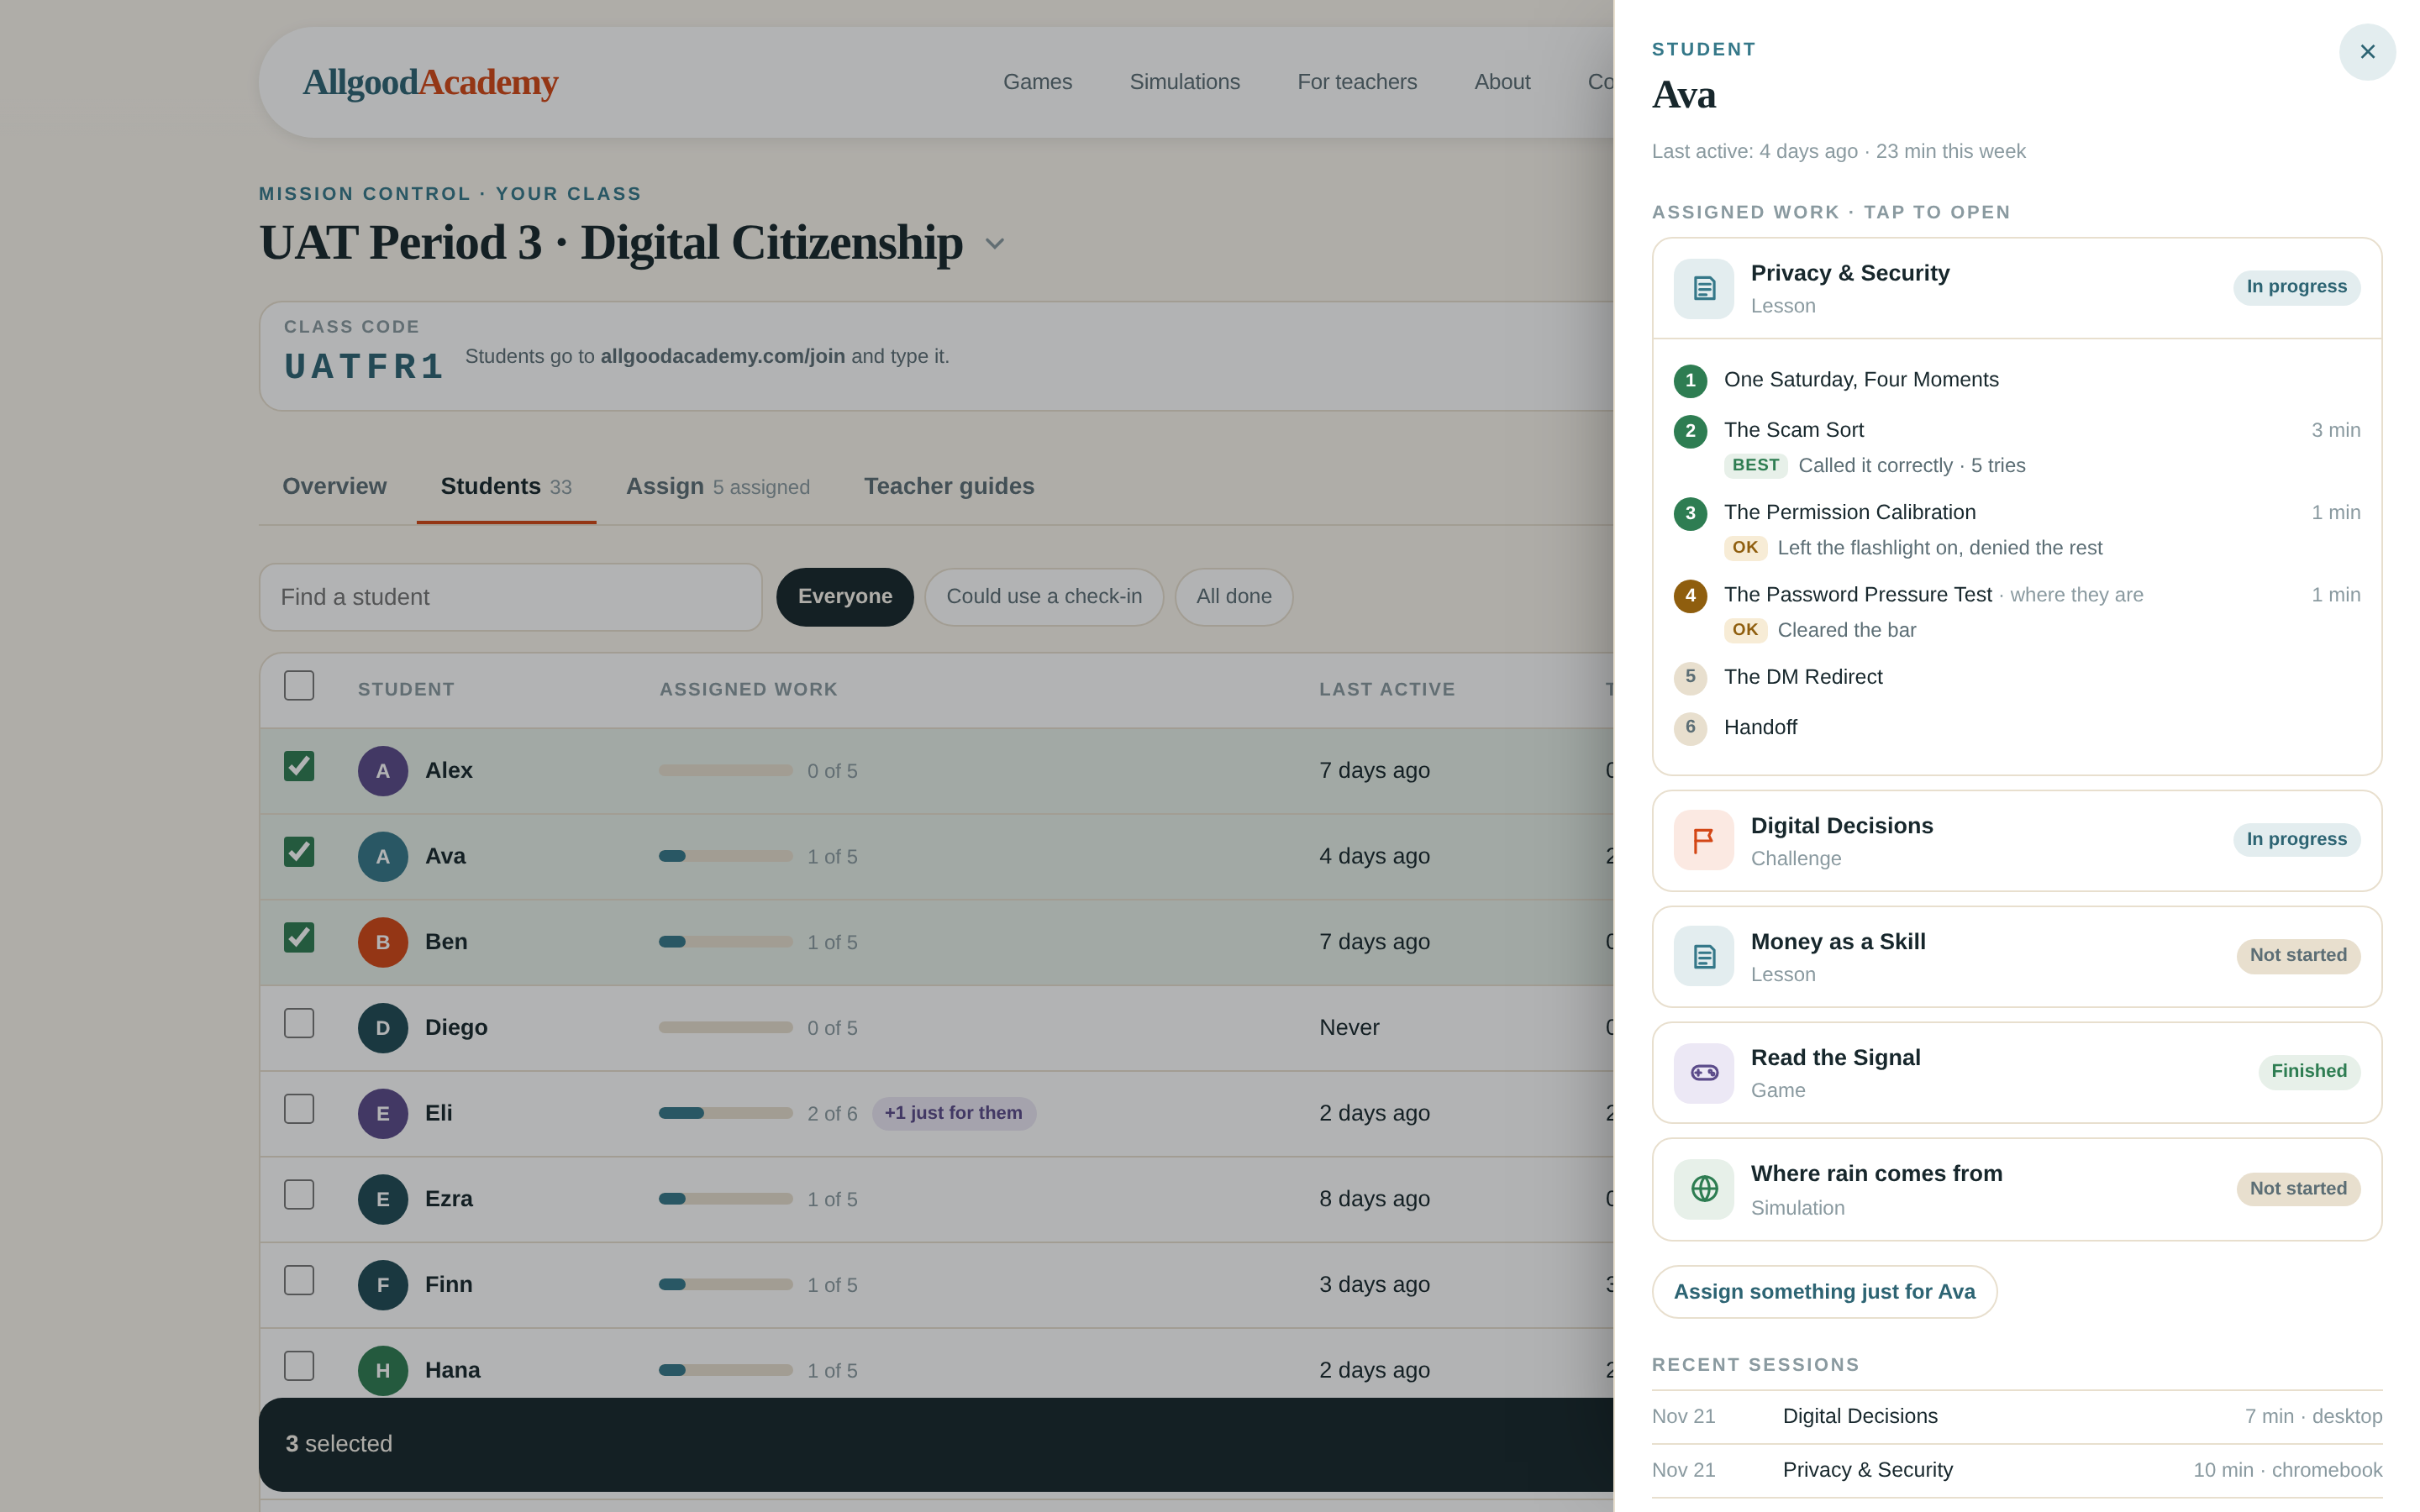 AllgoodAcademy
Games Simulations For teachers About Co
MISSION CONTROL · YOUR CLASS
UAT Period 3 · Digital Citizenship
CLASS CODE
UATFR1 Students go to allgoodacademy.com/join and type it.
Overview Students 33 Assign 5 assigned Teacher guides
Find a student Everyone Could use a check-in All done
STUDENT ASSIGNED WORK LAST ACTIVE
A Alex 0 of 5 7 days ago
A Ava 1 of 5 4 days ago
B Ben 1 of 5 7 days ago
D Diego 0 of 5 Never
E Eli 2 of 6 +1 just for them 2 days ago
E Ezra 1 of 5 8 days ago
F Finn 1 of 5 3 days ago
H Hana 1 of 5 2 days ago
3 selected
STUDENT
Ava
Last active: 4 days ago · 23 min this week
ASSIGNED WORK · TAP TO OPEN
Privacy & Security
Lesson
In progress
1 One Saturday, Four Moments
2 The Scam Sort 3 min
BEST Called it correctly · 5 tries
3 The Permission Calibration 1 min
OK Left the flashlight on, denied the rest
4 The Password Pressure Test · where they are 1 min
OK Cleared the bar
5 The DM Redirect
6 Handoff
Digital Decisions
Challenge
In progress
Money as a Skill
Lesson
Not started
Read the Signal
Game
Finished
Where rain comes from
Simulation
Not started
Assign something just for Ava
RECENT SESSIONS
Nov 21 Digital Decisions 7 min · desktop
Nov 21 Privacy & Security 10 min · chromebook